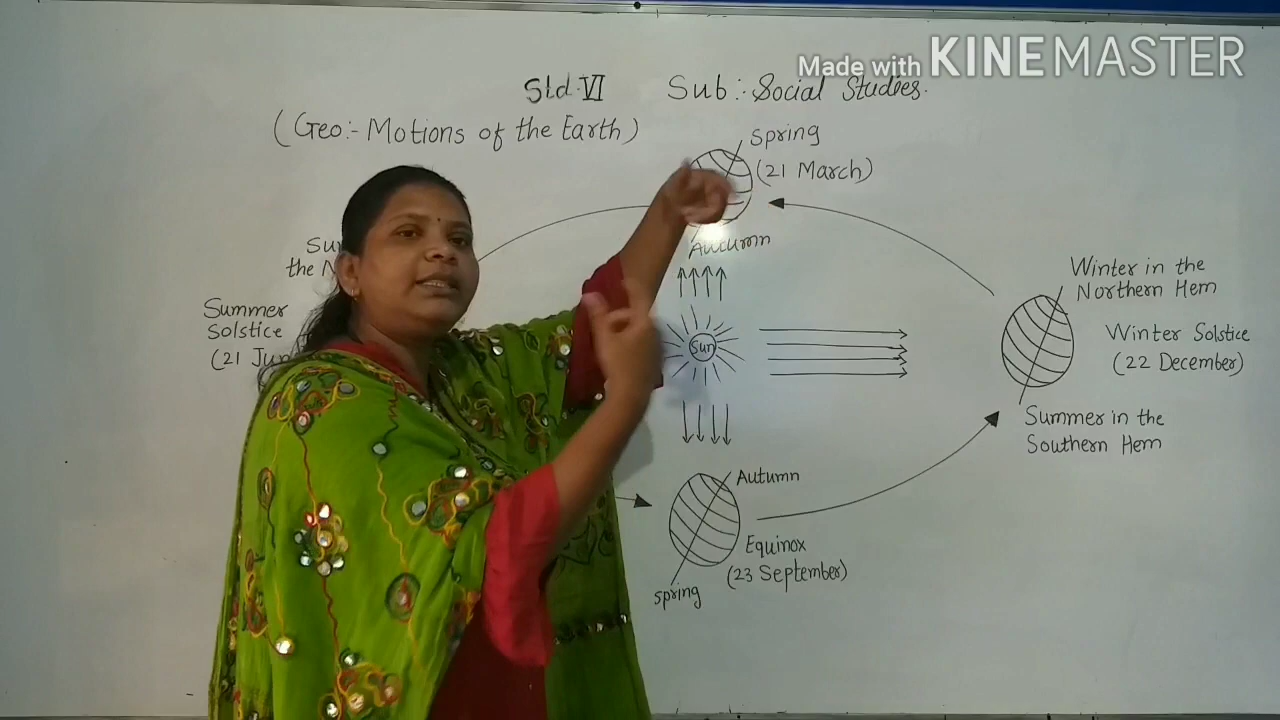 Made with KINEMASTER
Std. VI Sub:- Social Studies.
(Geo:- Motions of the Earth)
Spring
(21 March)
Autumn
the
Summer
Solstice
(21
Sun
Winter in the
Northern Hem
Winter Solstice
(22 December)
Summer in the
Southern Hem
Autumn
Equinox
(23 September)
Spring